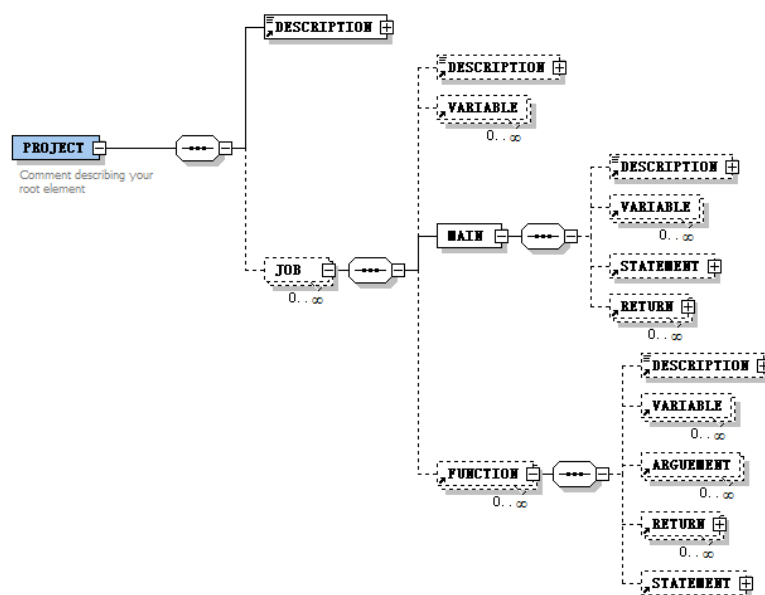 DESCRIPTION
DESCRIPTION
VARIABLE
0..∞
PROJECT
Comment describing your
root element
DESCRIPTION
VARIABLE
0..∞
MAIN
JOB
0..∞
STATEMENT
RETURN
0..∞
DESCRIPTION
VARIABLE
0..∞
FUNCTION
0..∞
ARGUEMENT
0..∞
RETURN
0..∞
STATEMENT